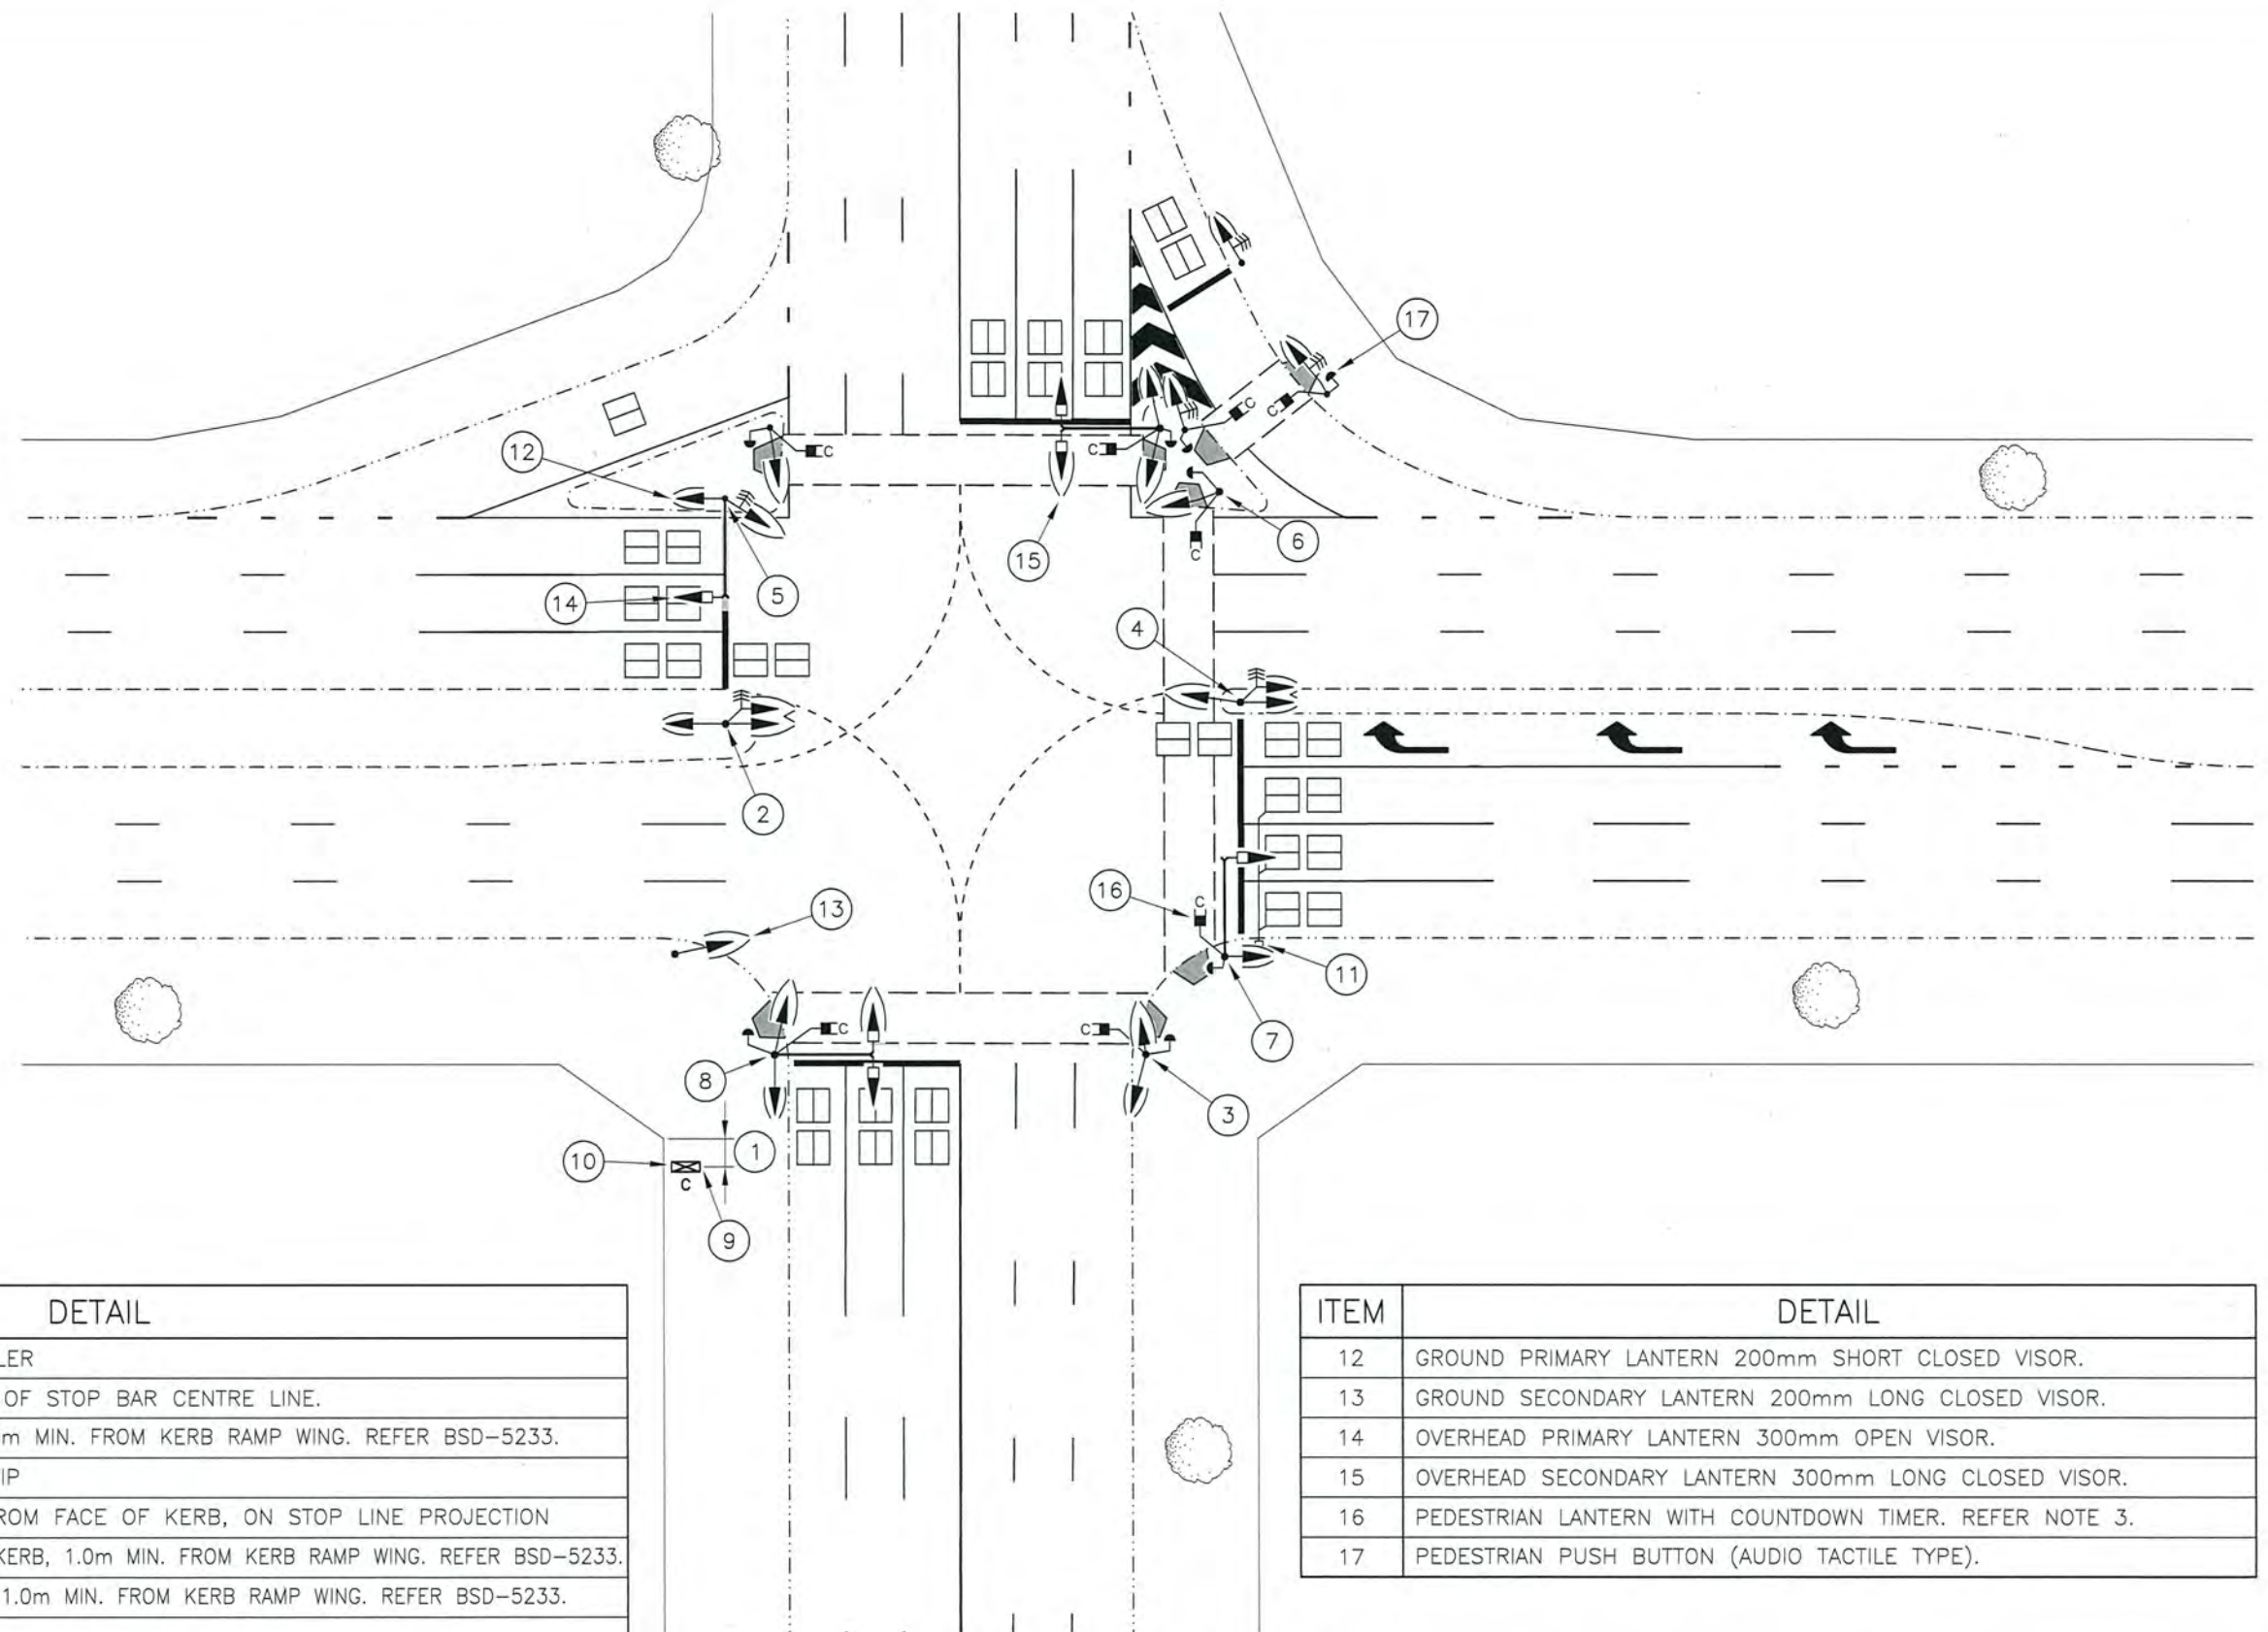 17
12
C
C
C
C
15
6
C
14
5
4
2
16
C
13
11
C
C
7
8
3
1
10
C
9
DETAIL
LER
OF STOP BAR CENTRE LINE.
m MIN. FROM KERB RAMP WING. REFER BSD-5233.
IP
ROM FACE OF KERB, ON STOP LINE PROJECTION
KERB, 1.0m MIN. FROM KERB RAMP WING. REFER BSD-5233.
1.0m MIN. FROM KERB RAMP WING. REFER BSD-5233.
ITEM DETAIL
12 GROUND PRIMARY LANTERN 200mm SHORT CLOSED VISOR.
13 GROUND SECONDARY LANTERN 200mm LONG CLOSED VISOR.
14 OVERHEAD PRIMARY LANTERN 300mm OPEN VISOR.
15 OVERHEAD SECONDARY LANTERN 300mm LONG CLOSED VISOR.
16 PEDESTRIAN LANTERN WITH COUNTDOWN TIMER. REFER NOTE 3.
17 PEDESTRIAN PUSH BUTTON (AUDIO TACTILE TYPE).